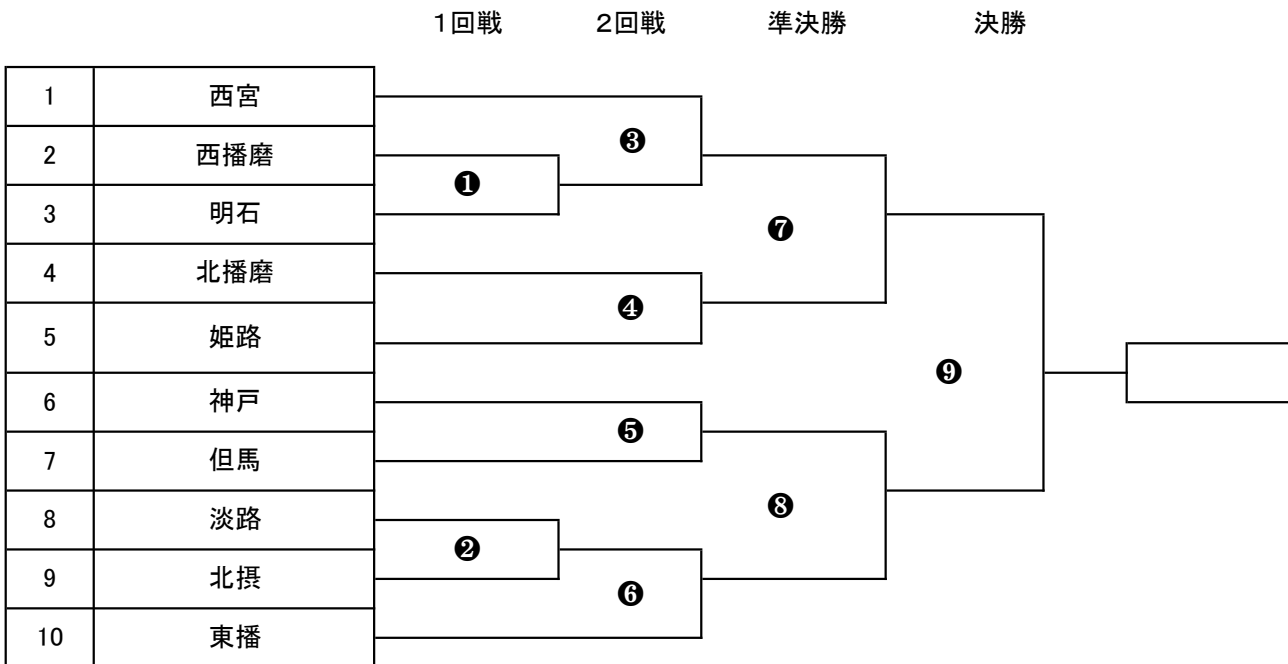 1回戦 2回戦 準決勝 決勝
1 西宮
❸
2 西播磨
❶
3 明石
❼
4 北播磨
❹
5 姫路
❾
6 神戸
❺
7 但馬
❽
8 淡路
❷
9 北摂
❻
10 東播